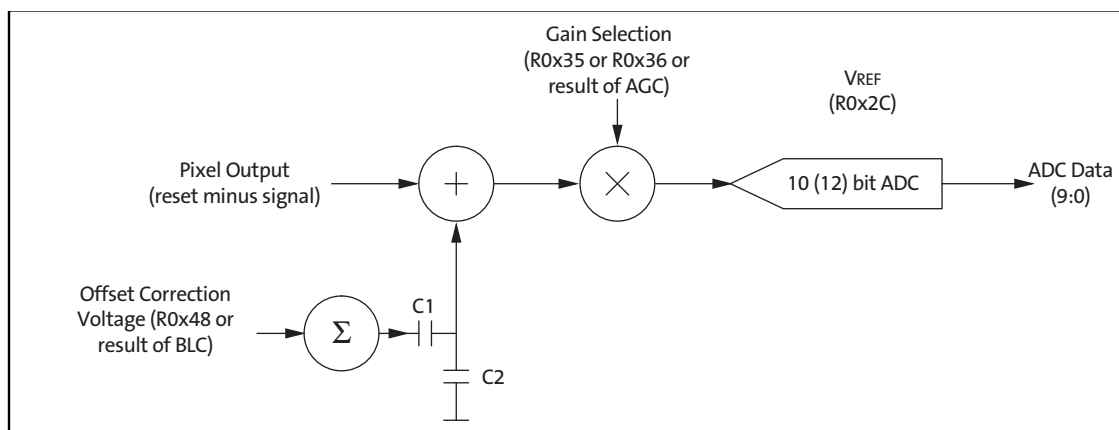 Gain Selection
(R0x35 or R0x36 or
result of AGC)
VREF
(R0x2C)
Pixel Output
(reset minus signal)
+
×
10 (12) bit ADC
ADC Data
(9:0)
Offset Correction
Voltage (R0x48 or
result of BLC)
Σ
C1
C2